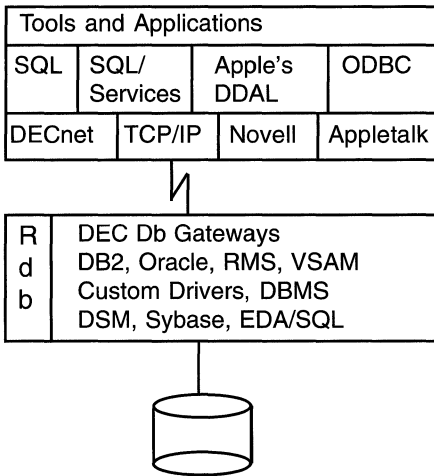 Tools and Applications
SQL
SQL/
Services
Apple's
DDAL
ODBC
DECnet
TCP/IP
Novell
Appletalk
R
d
b
DEC Db Gateways
DB2, Oracle, RMS, VSAM
Custom Drivers, DBMS
DSM, Sybase, EDA/SQL